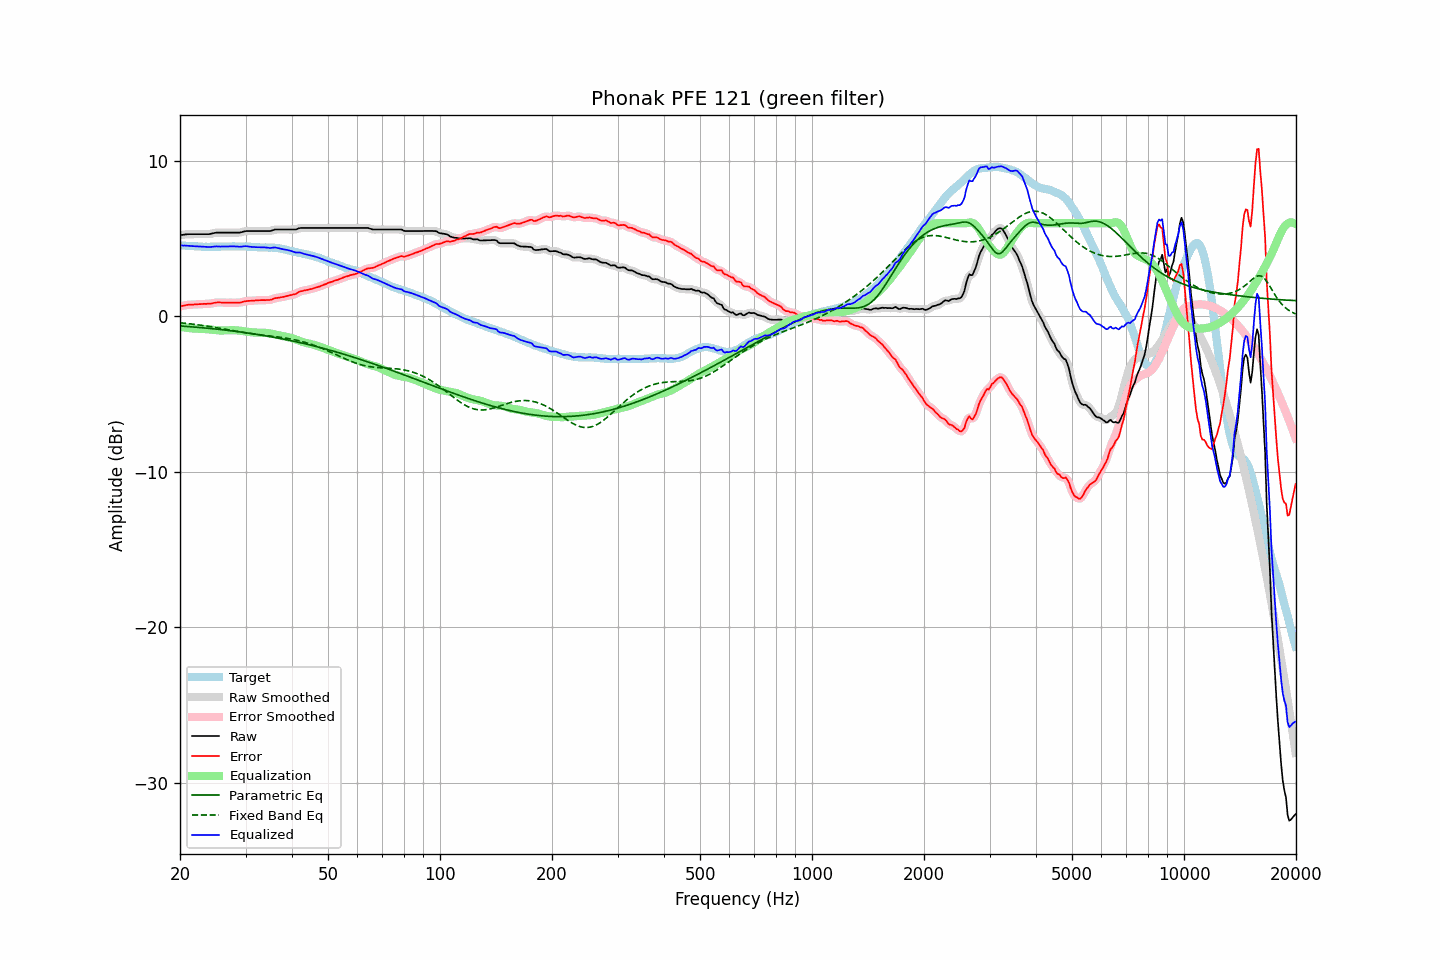 Phonak PFE 121 (green filter)
10
0
−10
−20
−30
Amplitude (dBr)
Target
Raw Smoothed
Error Smoothed
Raw
Error
Equalization
Parametric Eq
Fixed Band Eq
Equalized
20
50
100
200
500
1000
2000
5000
10000
20000
Frequency (Hz)